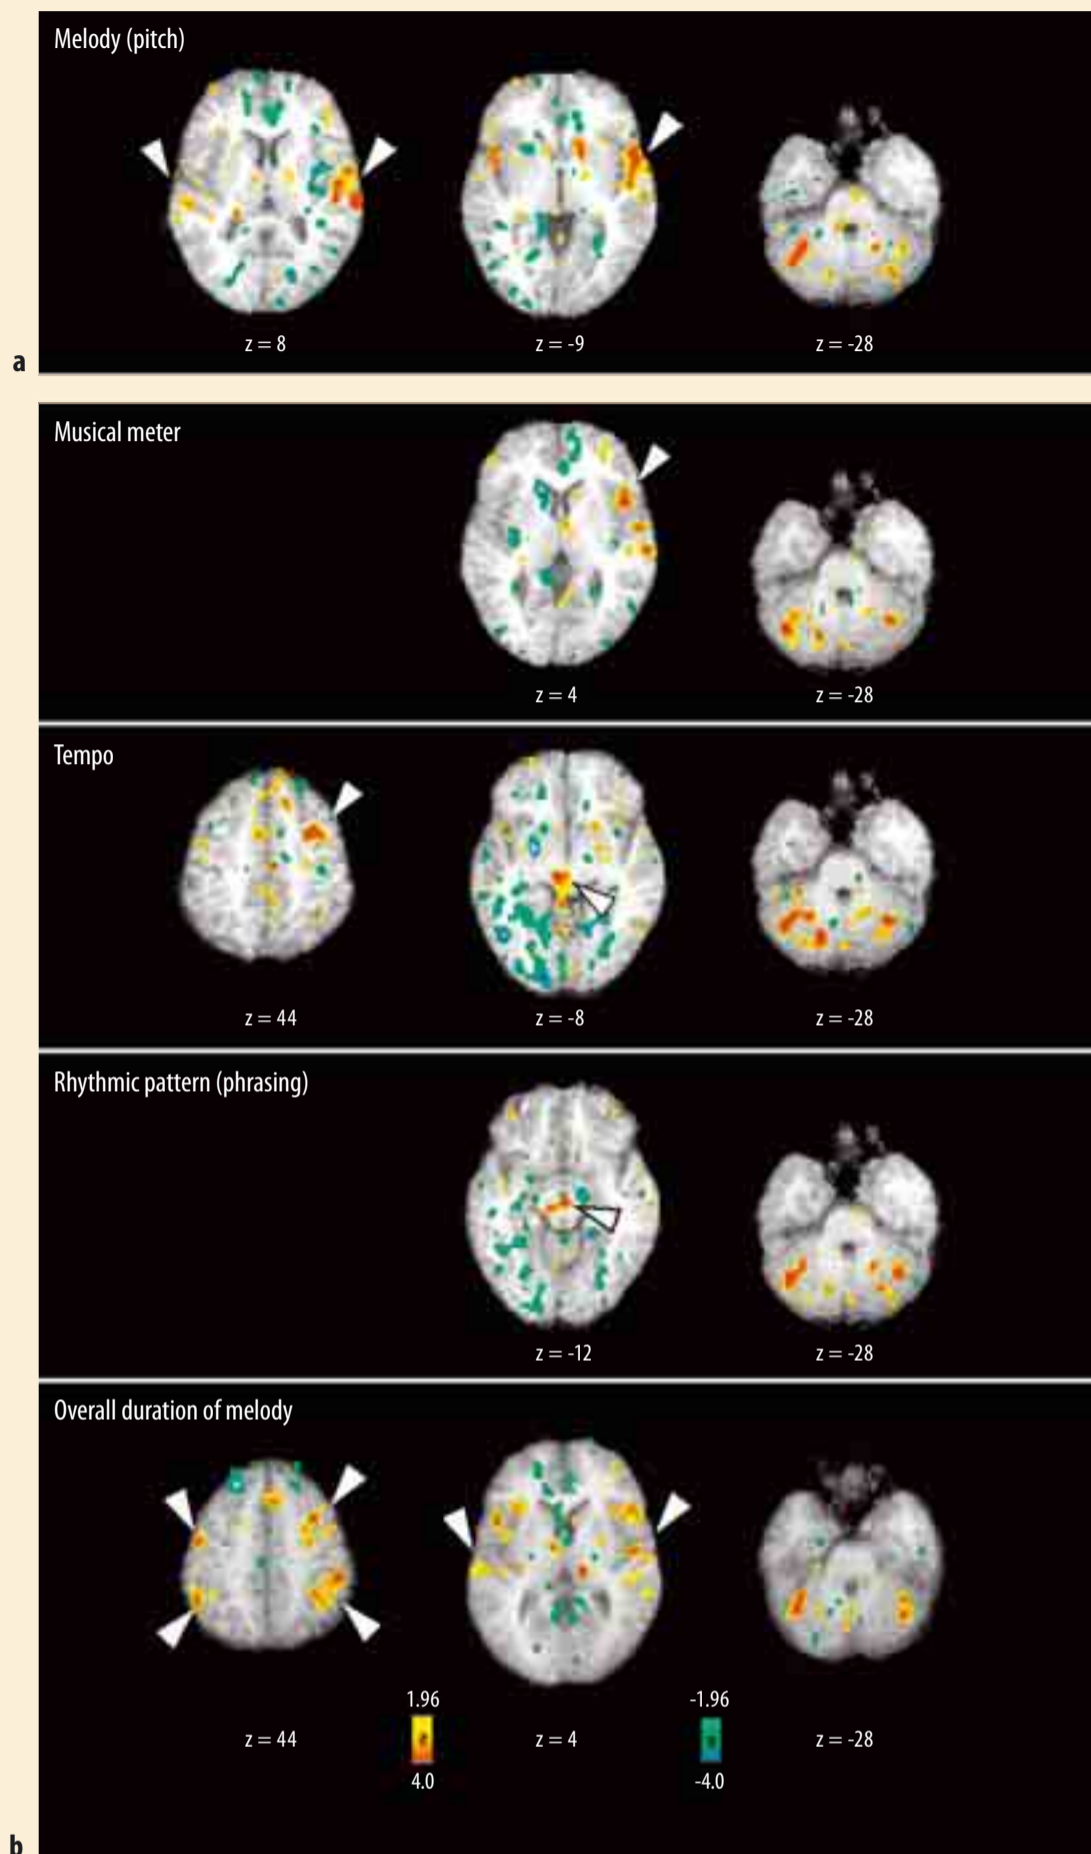 Melody (pitch)
z = 8
z = -9
z = -28
a
Musical meter
z = 4
z = -28
Tempo
z = 44
z = -8
z = -28
Rhythmic pattern (phrasing)
z = -12
z = -28
Overall duration of melody
1.96
-1.96
z = 44
z = 4
z = -28
4.0
-4.0
b